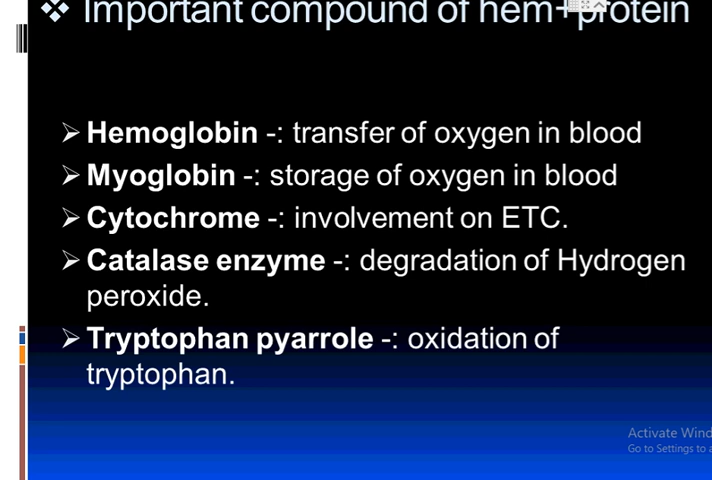 ❖ Important compound of hem+protein
➢ Hemoglobin -: transfer of oxygen in blood
➢ Myoglobin -: storage of oxygen in blood
➢ Cytochrome -: involvement on ETC.
➢ Catalase enzyme -: degradation of Hydrogen
peroxide.
➢ Tryptophan pyarrole -: oxidation of
tryptophan.
Activate Wind
Go to Settings to a